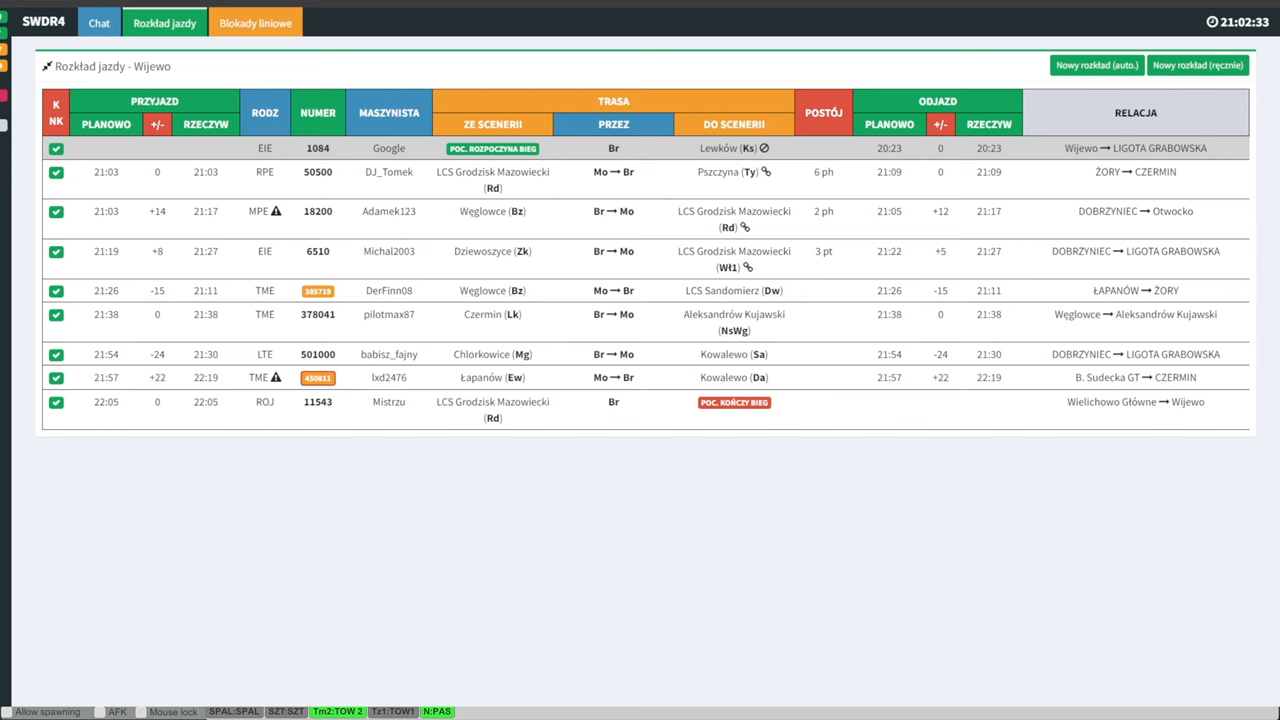 SWDR4 Chat Rozkład jazdy Blokady liniowe 21:02:33
Rozkład jazdy - Wijewo Nowy rozkład (auto.) Nowy rozkład (ręcznie)
K NK PRZYJAZD RODZ NUMER MASZYNISTA TRASA POSTÓJ ODJAZD RELACJA
PLANOWO +/- RZECZYW ZE SCENERII PRZEZ DO SCENERII PLANOWO +/- RZECZYW
EIE 1084 Google POC. ROZPOCZYNA BIEG Br Lewków (Ks) 20:23 0 20:23 Wijewo → LIGOTA GRABOWSKA
21:03 0 21:03 RPE 50500 DJ_Tomek LCS Grodzisk Mazowiecki Mo → Br Pszczyna (Ty) 6 ph 21:09 0 21:09 ŻORY → CZERMIN
(Rd)
21:03 +14 21:17 MPE 18200 Adamek123 Węglowce (Bz) Br → Mo LCS Grodzisk Mazowiecki 2 ph 21:05 +12 21:17 DOBRZYNIEC → Otwocko
(Rd)
21:19 +8 21:27 EIE 6510 Michal2003 Dziewoszyce (Zk) Br → Mo LCS Grodzisk Mazowiecki 3 pt 21:22 +5 21:27 DOBRZYNIEC → LIGOTA GRABOWSKA
(Wł1)
21:26 -15 21:11 TME 385719 DerFinn08 Węglowce (Bz) Mo → Br LCS Sandomierz (Dw) 21:26 -15 21:11 ŁAPANÓW → ŻORY
21:38 0 21:38 TME 378041 pilotmax87 Czermin (Lk) Br → Mo Aleksandrów Kujawski 21:38 0 21:38 Węglowce → Aleksandrów Kujawski
(NsWg)
21:54 -24 21:30 LTE 501000 babisz_fajny Chlorkowice (Mg) Br → Mo Kowalewo (Sa) 21:54 -24 21:30 DOBRZYNIEC → LIGOTA GRABOWSKA
21:57 +22 22:19 TME 450811 lxd2476 Łapanów (Ew) Mo → Br Kowalewo (Da) 21:57 +22 22:19 B. Sudecka GT → CZERMIN
22:05 0 22:05 ROJ 11543 Mistrzu LCS Grodzisk Mazowiecki Br POC. KOŃCZY BIEG Wielichowo Główne → Wijewo
(Rd)
Allow spawning AFK Mouse lock SPAL:SPAL SZT:SZT Tm2:TOW 2 Tz1:TOW1 N:PAS